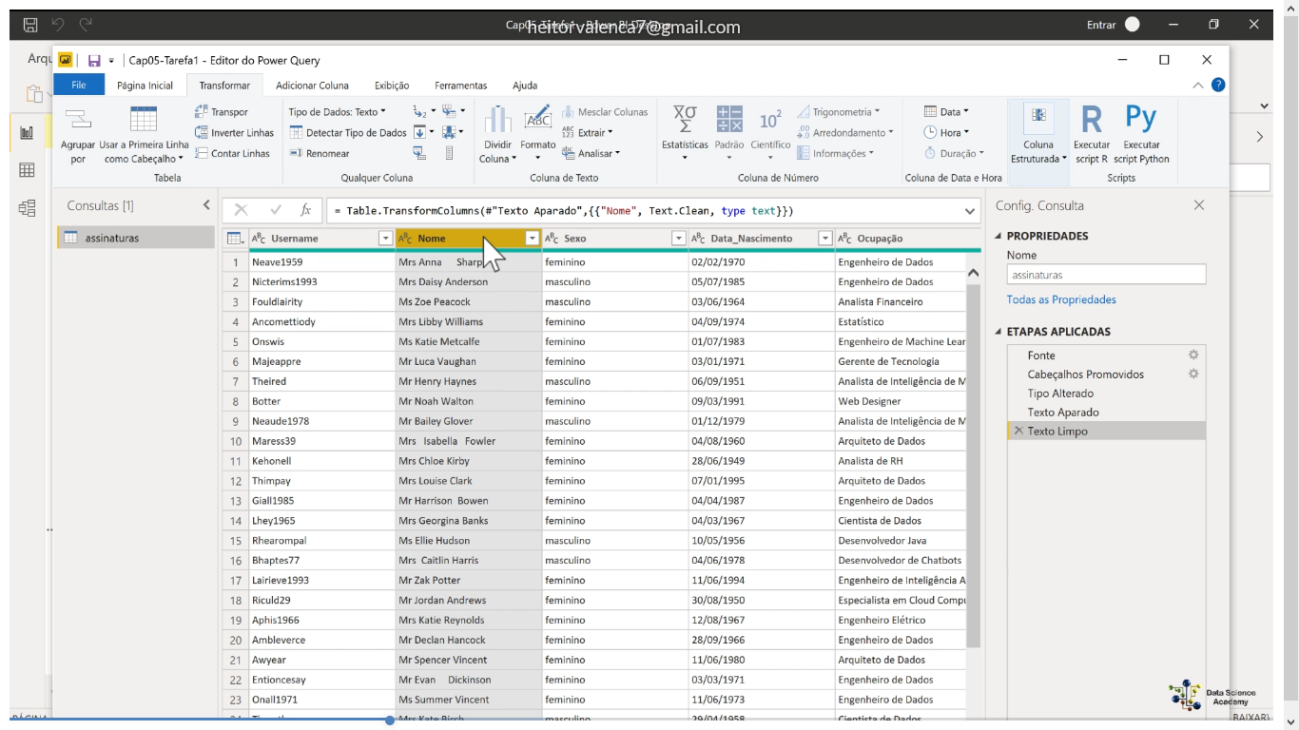 heitorvalenca7@gmail.com
Entrar
Cap05-Tarefa1 - Editor do Power Query
File Página Inicial Transformar Adicionar Coluna Exibição Ferramentas Ajuda
Transpor
Inverter Linhas
Contar Linhas
Agrupar por
Usar a Primeira Linha como Cabeçalho
Tabela
Tipo de Dados: Texto
Detectar Tipo de Dados
Renomear
Qualquer Coluna
Dividir Coluna
Formato
Mesclar Colunas
Extrair
Analisar
Coluna de Texto
Estatísticas
Padrão
Científico
Trigonometria
Arredondamento
Informações
Coluna de Número
Data
Hora
Duração
Coluna de Data e Hora
Coluna Estruturada
Executar script R
Executar script Python
Scripts
Consultas [1]
assinaturas
= Table.TransformColumns(#"Texto Aparado",{{"Nome", Text.Clean, type text}})
Username Nome Sexo Data_Nascimento Ocupação
1 Neave1959 Mrs Anna Sharp feminino 02/02/1970 Engenheiro de Dados
2 Nicterims1993 Mrs Daisy Anderson masculino 05/07/1985 Engenheiro de Dados
3 Fouldlairity Ms Zoe Peacock masculino 03/06/1964 Analista Financeiro
4 Ancomettiody Mrs Libby Williams feminino 04/09/1974 Estatístico
5 Onswis Ms Katie Metcalfe feminino 01/07/1983 Engenheiro de Machine Lear
6 Majeappre Mr Luca Vaughan feminino 03/01/1971 Gerente de Tecnologia
7 Theired Mr Henry Haynes masculino 06/09/1951 Analista de Inteligência de M
8 Botter Mr Noah Walton feminino 09/03/1991 Web Designer
9 Neaude1978 Mr Bailey Glover masculino 01/12/1979 Analista de Inteligência de M
10 Maress39 Mrs Isabella Fowler feminino 04/08/1960 Arquiteto de Dados
11 Kehonell Mrs Chloe Kirby feminino 28/06/1949 Analista de RH
12 Thimpay Mrs Louise Clark feminino 07/01/1995 Arquiteto de Dados
13 Giall1985 Mr Harrison Bowen feminino 04/04/1987 Engenheiro de Dados
14 Lhey1965 Mrs Georgina Banks feminino 04/03/1967 Cientista de Dados
15 Rhearompal Ms Ellie Hudson masculino 10/05/1956 Desenvolvedor Java
16 Bhaptes77 Mrs Caitlin Harris masculino 04/06/1978 Desenvolvedor de Chatbots
17 Lairieve1993 Mr Zak Potter feminino 11/06/1994 Engenheiro de Inteligência A
18 Riculd29 Mr Jordan Andrews feminino 30/08/1950 Especialista em Cloud Compu
19 Aphis1966 Mrs Katie Reynolds feminino 12/08/1967 Engenheiro Elétrico
20 Ambleverce Mr Declan Hancock feminino 28/09/1966 Engenheiro de Dados
21 Awyear Mr Spencer Vincent feminino 11/06/1980 Arquiteto de Dados
22 Entioncesay Mr Evan Dickinson feminino 03/03/1971 Engenheiro de Dados
23 Onall1971 Ms Summer Vincent feminino 11/06/1973 Engenheiro de Dados
24 Mrs Kate Birch masculino 29/04/1958 Cientista de Dados
Config. Consulta
PROPRIEDADES
Nome
assinaturas
Todas as Propriedades
ETAPAS APLICADAS
Fonte
Cabeçalhos Promovidos
Tipo Alterado
Texto Aparado
Texto Limpo
Data Science
Academy